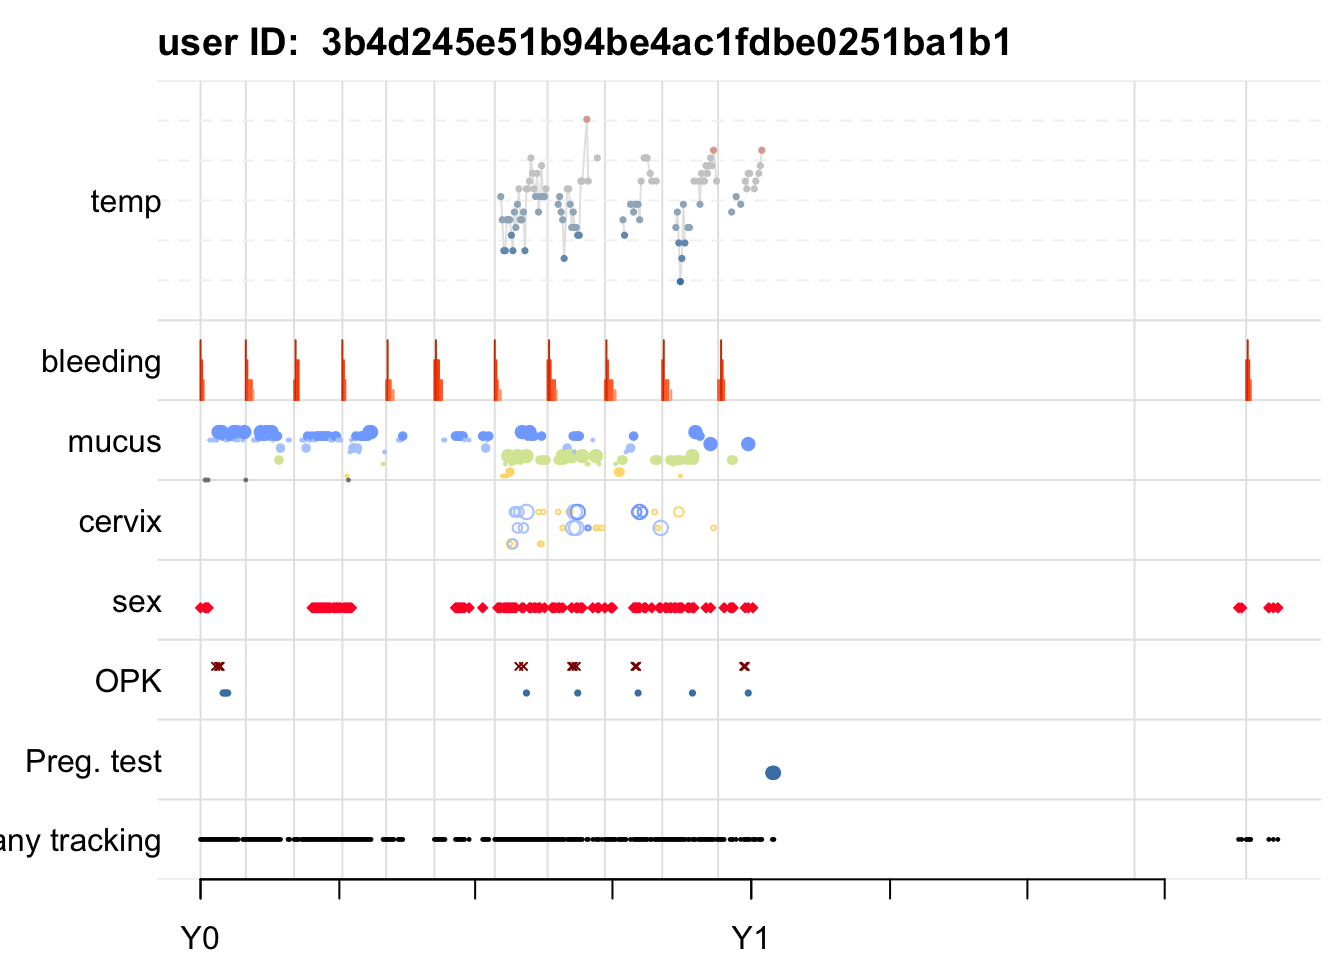 user ID:  3b4d245e51b94be4ac1fdbe0251ba1b1
temp
bleeding
mucus
cervix
sex
OPK
Preg. test
any tracking
Y0 Y1